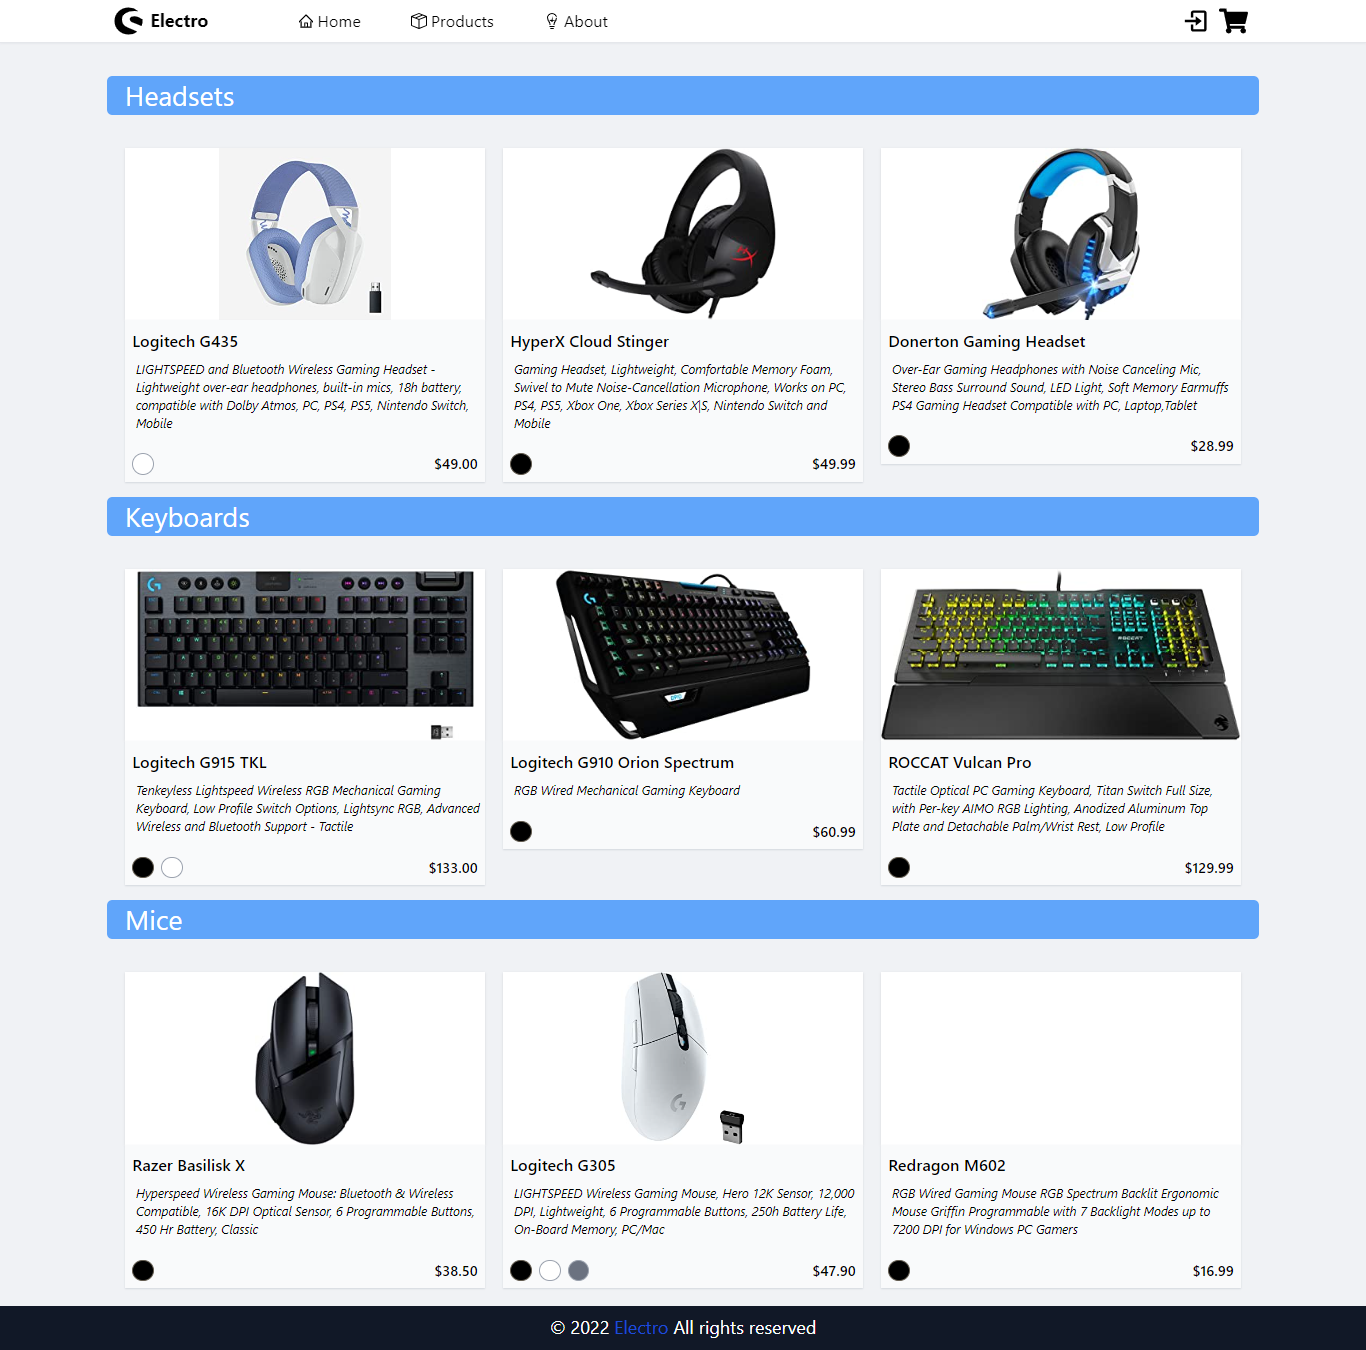 Electro
Home
Products
About
Headsets
Logitech G435
LIGHTSPEED and Bluetooth Wireless Gaming Headset -
Lightweight over-ear headphones, built-in mics, 18h battery,
compatible with Dolby Atmos, PC, PS4, PS5, Nintendo Switch,
Mobile
$49.00
HyperX Cloud Stinger
Gaming Headset, Lightweight, Comfortable Memory Foam,
Swivel to Mute Noise-Cancellation Microphone, Works on PC,
PS4, PS5, Xbox One, Xbox Series X|S, Nintendo Switch and
Mobile
$49.99
Donerton Gaming Headset
Over-Ear Gaming Headphones with Noise Canceling Mic,
Stereo Bass Surround Sound, LED Light, Soft Memory Earmuffs
PS4 Gaming Headset Compatible with PC, Laptop,Tablet
$28.99
Keyboards
Logitech G915 TKL
Tenkeyless Lightspeed Wireless RGB Mechanical Gaming
Keyboard, Low Profile Switch Options, Lightsync RGB, Advanced
Wireless and Bluetooth Support - Tactile
$133.00
Logitech G910 Orion Spectrum
RGB Wired Mechanical Gaming Keyboard
$60.99
ROCCAT
ROCCAT Vulcan Pro
Tactile Optical PC Gaming Keyboard, Titan Switch Full Size,
with Per-key AIMO RGB Lighting, Anodized Aluminum Top
Plate and Detachable Palm/Wrist Rest, Low Profile
$129.99
Mice
Razer Basilisk X
Hyperspeed Wireless Gaming Mouse: Bluetooth & Wireless
Compatible, 16K DPI Optical Sensor, 6 Programmable Buttons,
450 Hr Battery, Classic
$38.50
Logitech G305
LIGHTSPEED Wireless Gaming Mouse, Hero 12K Sensor, 12,000
DPI, Lightweight, 6 Programmable Buttons, 250h Battery Life,
On-Board Memory, PC/Mac
$47.90
Redragon M602
RGB Wired Gaming Mouse RGB Spectrum Backlit Ergonomic
Mouse Griffin Programmable with 7 Backlight Modes up to
7200 DPI for Windows PC Gamers
$16.99
© 2022 Electro All rights reserved